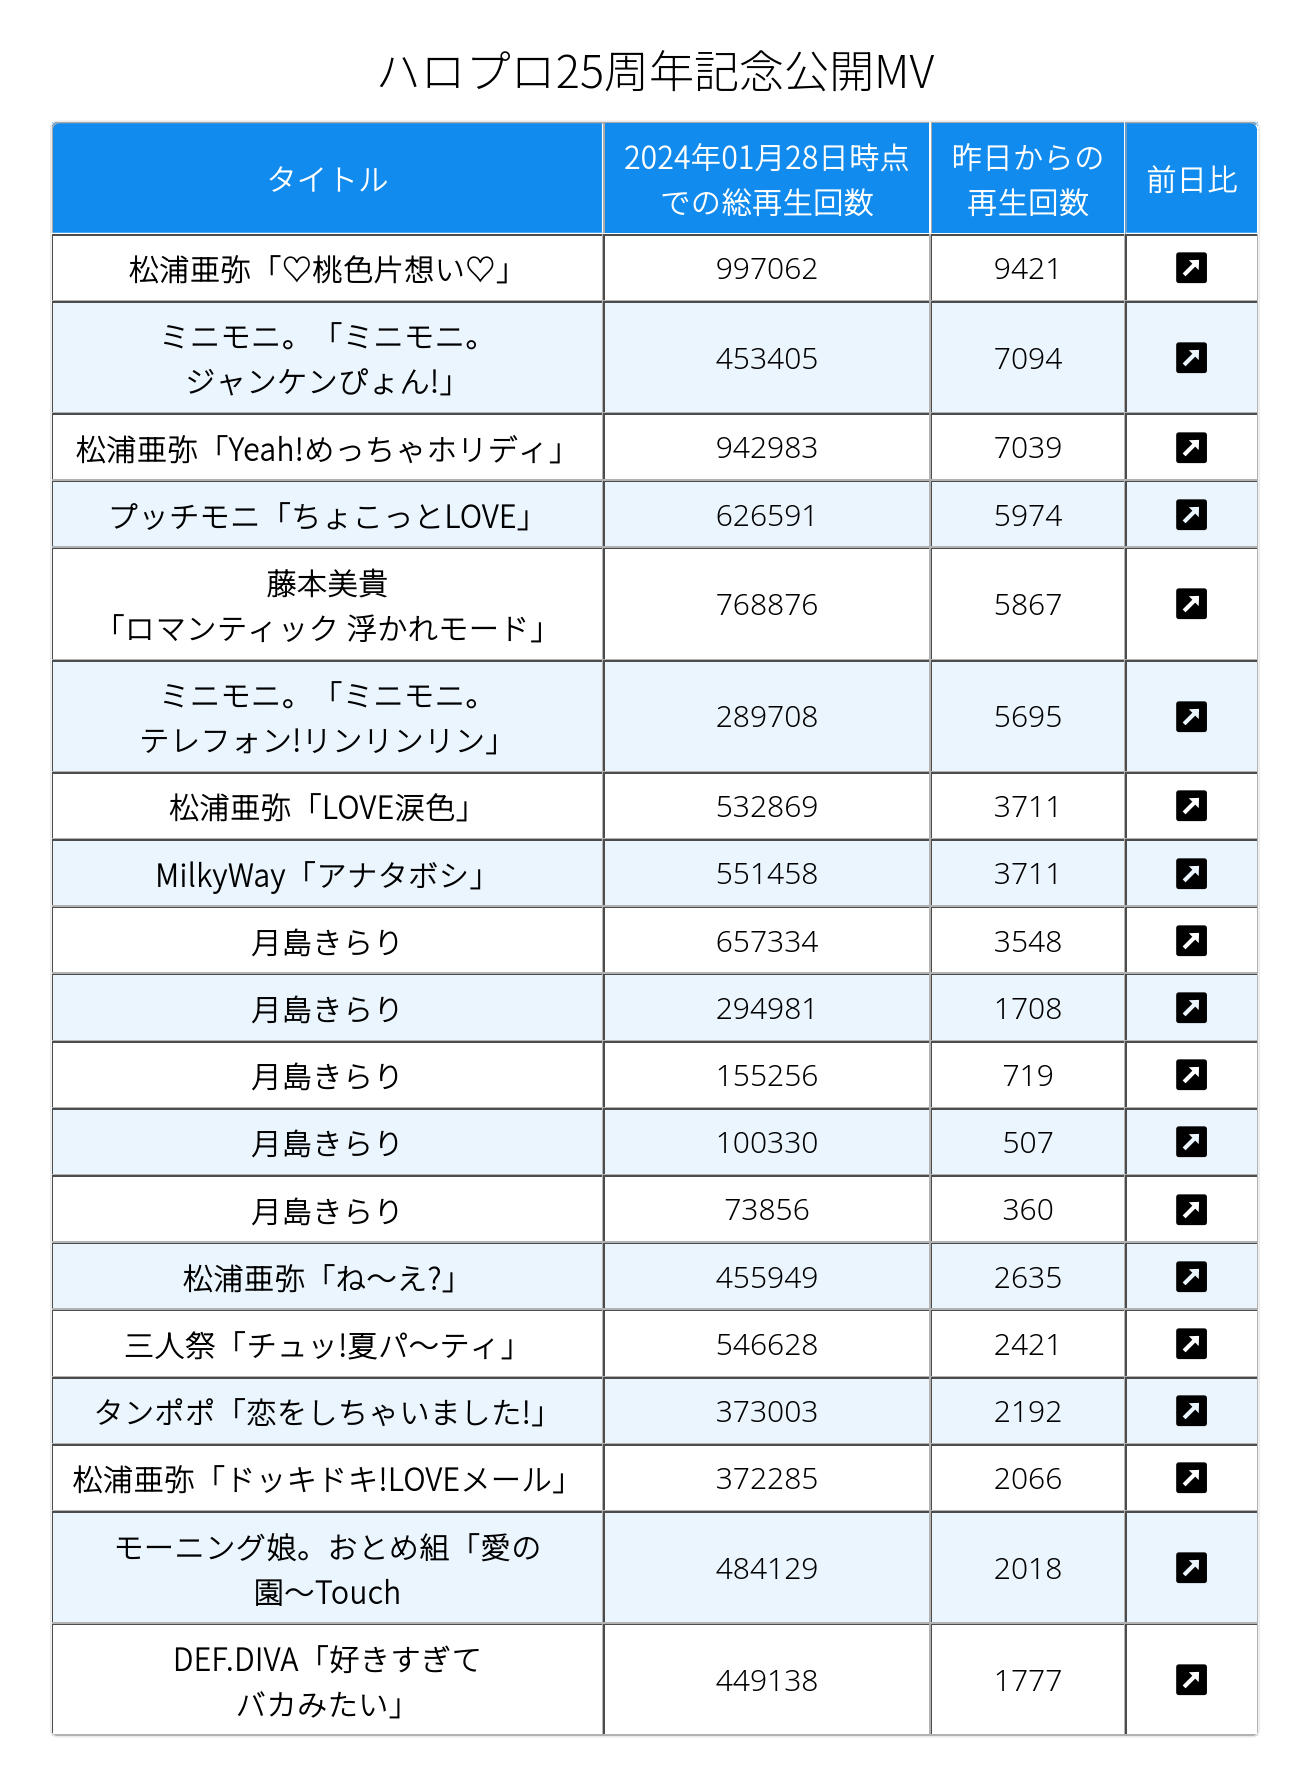 ハロプロ25周年記念公開MV
タイトル
2024年01月28日時点
での総再生回数
昨日からの
再生回数
前日比
松浦亜弥「♡桃色片想い♡」
997062
9421
ミニモニ。「ミニモニ。
ジャンケンぴょん!」
453405
7094
松浦亜弥「Yeah!めっちゃホリディ」
942983
7039
プッチモニ「ちょこっとLOVE」
626591
5974
藤本美貴
「ロマンティック 浮かれモード」
768876
5867
ミニモニ。「ミニモニ。
テレフォン!リンリンリン」
289708
5695
松浦亜弥「LOVE涙色」
532869
3711
MilkyWay「アナタボシ」
551458
3711
月島きらり
657334
3548
月島きらり
294981
1708
月島きらり
155256
719
月島きらり
100330
507
月島きらり
73856
360
松浦亜弥「ね〜え?」
455949
2635
三人祭「チュッ!夏パ〜ティ」
546628
2421
タンポポ「恋をしちゃいました!」
373003
2192
松浦亜弥「ドッキドキ!LOVEメール」
372285
2066
モーニング娘。おとめ組「愛の
園〜Touch
484129
2018
DEF.DIVA「好きすぎて
バカみたい」
449138
1777